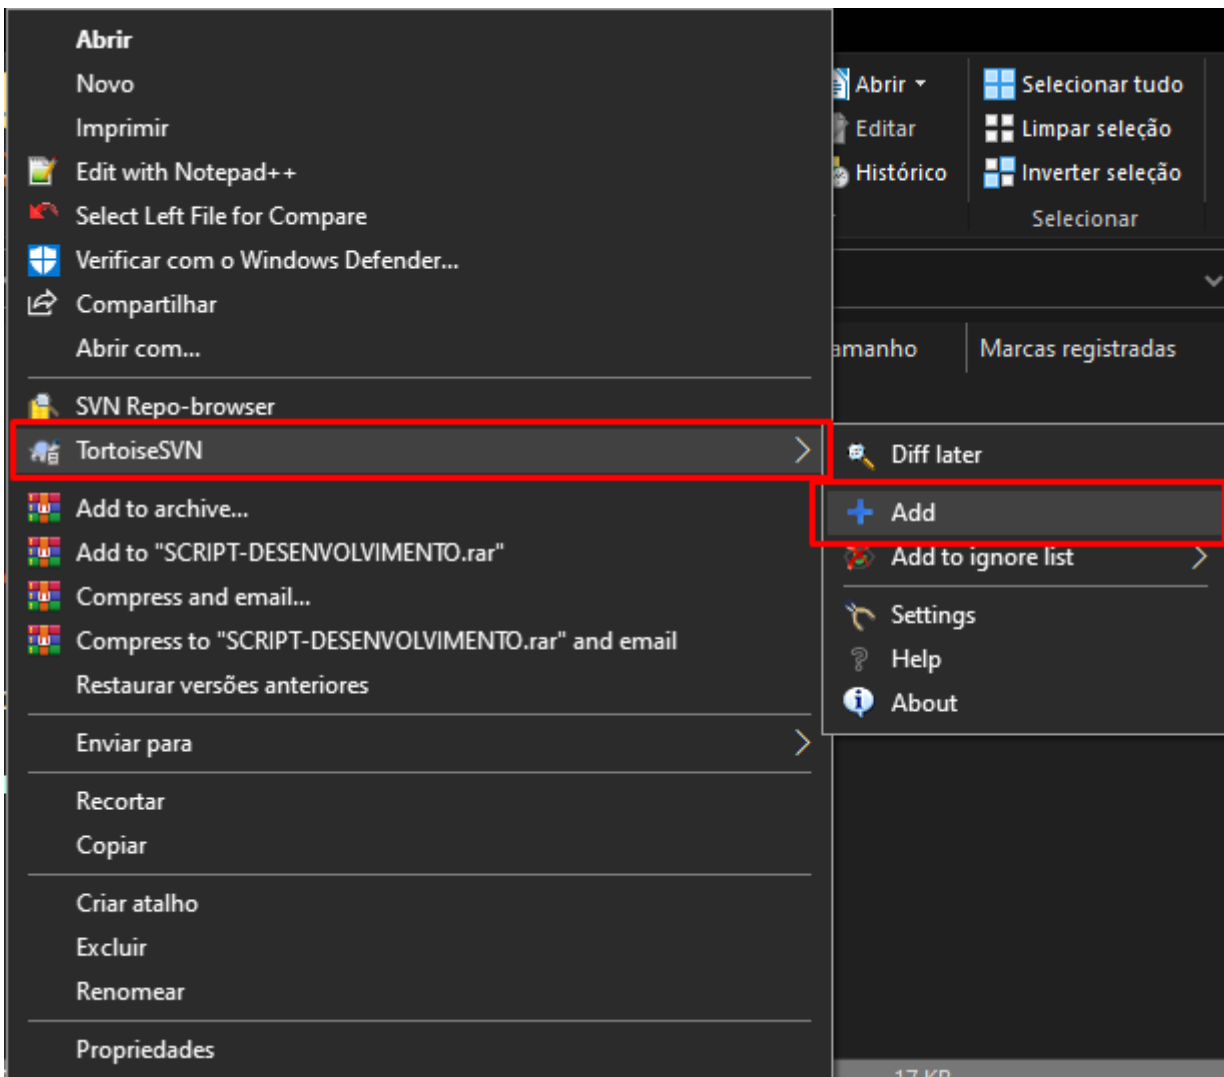 Abrir
Novo
Imprimir
Edit with Notepad++
Select Left File for Compare
Verificar com o Windows Defender...
Compartilhar
Abrir com...
SVN Repo-browser
TortoiseSVN
Add to archive...
Add to "SCRIPT-DESENVOLVIMENTO.rar"
Compress and email...
Compress to "SCRIPT-DESENVOLVIMENTO.rar" and email
Restaurar versões anteriores
Enviar para
Recortar
Copiar
Criar atalho
Excluir
Renomear
Propriedades
Abrir
Editar
Histórico
Selecionar tudo
Limpar seleção
Inverter seleção
Selecionar
amanho
Marcas registradas
Diff later
Add
Add to ignore list
Settings
Help
About
17 KB